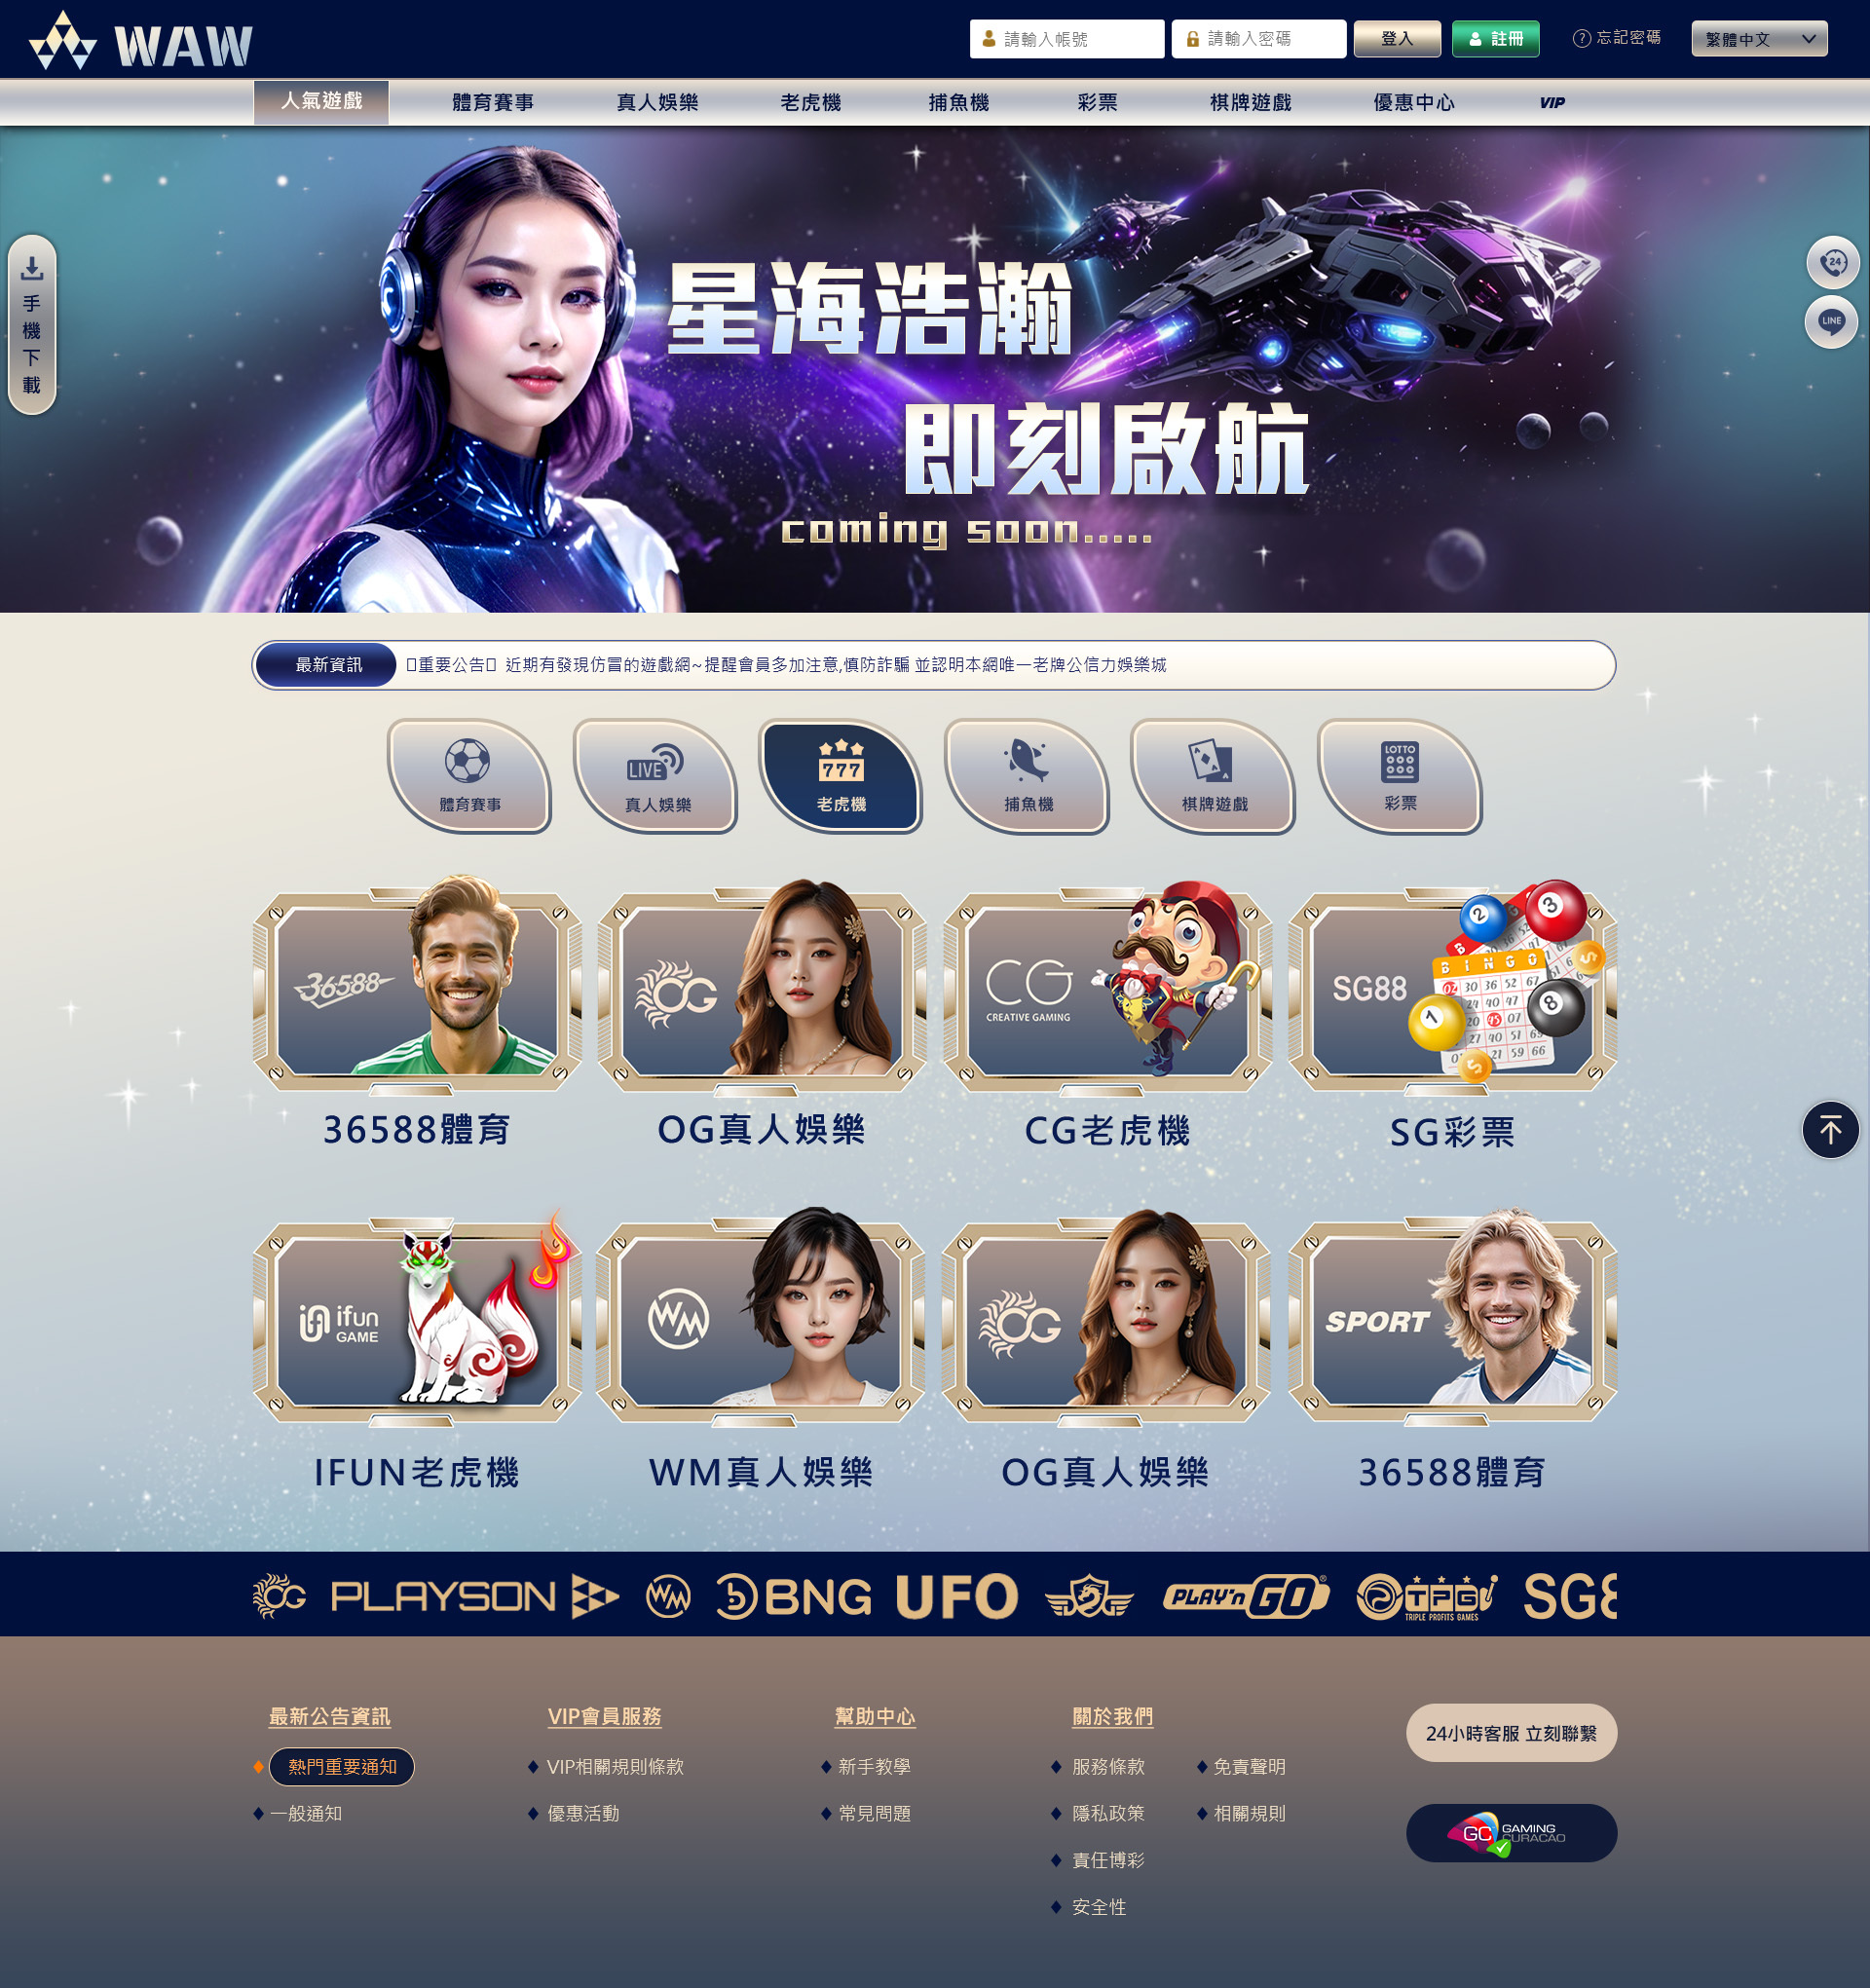 WAW
請輸入帳號
請輸入密碼
登入
註冊
? 忘記密碼
繁體中文
人氣遊戲
體育賽事
真人娛樂
老虎機
捕魚機
彩票
棋牌遊戲
優惠中心
VIP
手機下載
24
LINE
星海浩瀚
即刻啟航
coming soon.....
最新資訊
重要公告 近期有發現仿冒的遊戲網~提醒會員多加注意,慎防詐騙 並認明本網唯一老牌公信力娛樂城
體育賽事
LIVE
真人娛樂
777
老虎機
捕魚機
棋牌遊戲
LOTTO
彩票
36588
OG
CG
CREATIVE GAMING
SG88
BINGO
36588體育
OG真人娛樂
CG老虎機
SG彩票
ifun
GAME
WM
OG
SPORT
IFUN老虎機
WM真人娛樂
OG真人娛樂
36588體育
OG
PLAYSON
WM
BNG
UFO
DG
PLAY'n GO®
TFG
TRIPLE PROFITS GAMES
SG8
最新公告資訊
熱門重要通知
一般通知
VIP會員服務
VIP相關規則條款
優惠活動
幫助中心
新手教學
常見問題
關於我們
服務條款
免責聲明
隱私政策
相關規則
責任博彩
安全性
24小時客服 立刻聯繫
GC GAMING
CURACAO